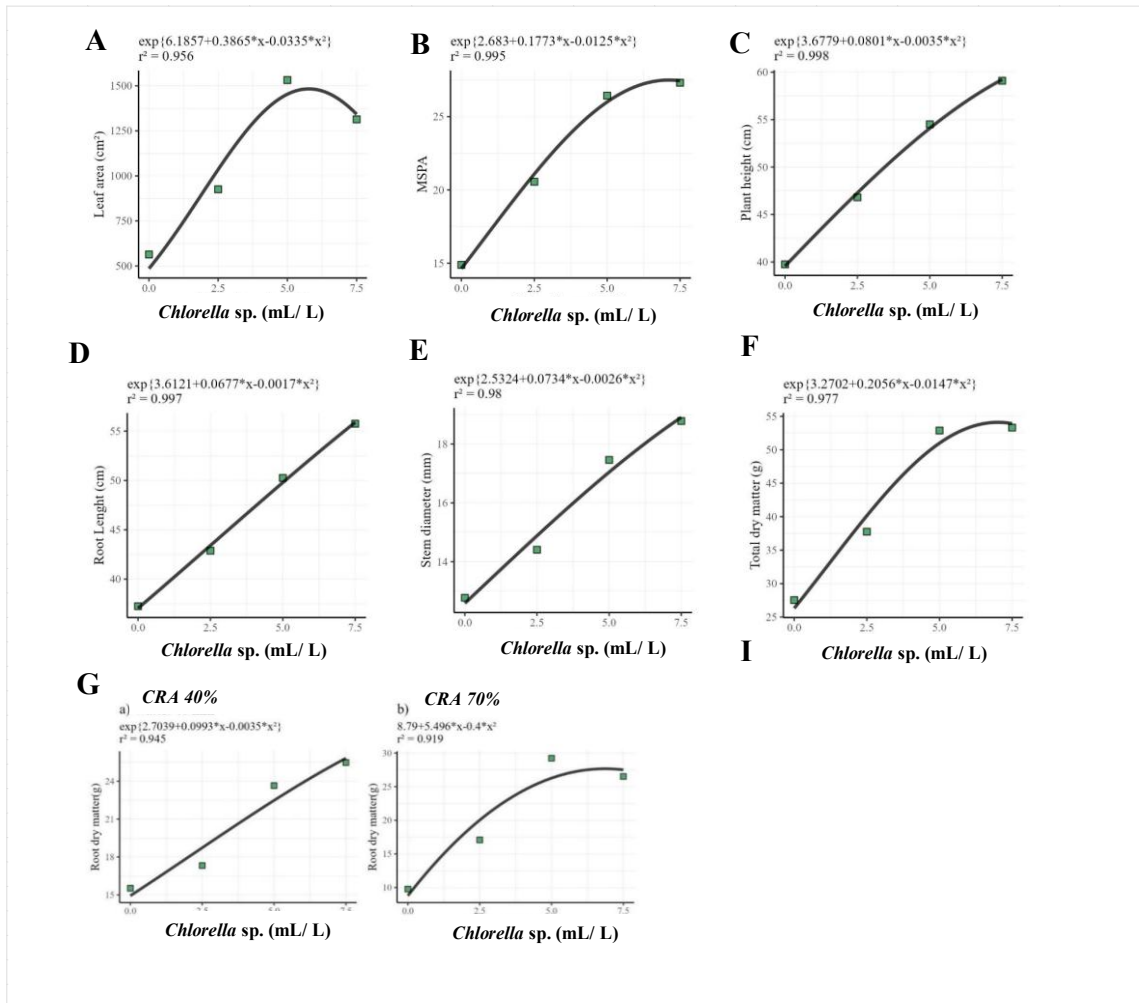 A
exp{6.1857+0.3865*x-0.0335*x²}
r² = 0.956
Leaf area (cm²)
1500
1250
1000
750
500
0.0 2.5 5.0 7.5
Chlorella sp. (mL/ L)
B
exp{2.683+0.1773*x-0.0125*x²}
r² = 0.995
MSPA
25
20
15
0.0 2.5 5.0 7.5
Chlorella sp. (mL/ L)
C
exp{3.6779+0.0801*x-0.0035*x²}
r² = 0.998
Plant height (cm)
60
55
50
45
40
0.0 2.5 5.0 7.5
Chlorella sp. (mL/ L)
D
exp{3.6121+0.0677*x-0.0017*x²}
r² = 0.997
Root Lenght (cm)
55
50
45
40
0.0 2.5 5.0 7.5
Chlorella sp. (mL/ L)
E
exp{2.5324+0.0734*x-0.0026*x²}
r² = 0.98
Stem diameter (mm)
18
16
14
0.0 2.5 5.0 7.5
Chlorella sp. (mL/ L)
F
exp{3.2702+0.2056*x-0.0147*x²}
r² = 0.977
Total dry matter (g)
55
50
45
40
35
30
25
0.0 2.5 5.0 7.5
Chlorella sp. (mL/ L)
I
G
a) CRA 40%
exp{2.7039+0.0993*x-0.0035*x²}
r² = 0.945
Root dry matter(g)
24
21
18
15
0.0 2.5 5.0 7.5
Chlorella sp. (mL/ L)
b) CRA 70%
8.79+5.496*x-0.4*x²
r² = 0.919
Root dry matter(g)
30
25
20
15
10
0.0 2.5 5.0 7.5
Chlorella sp. (mL/ L)